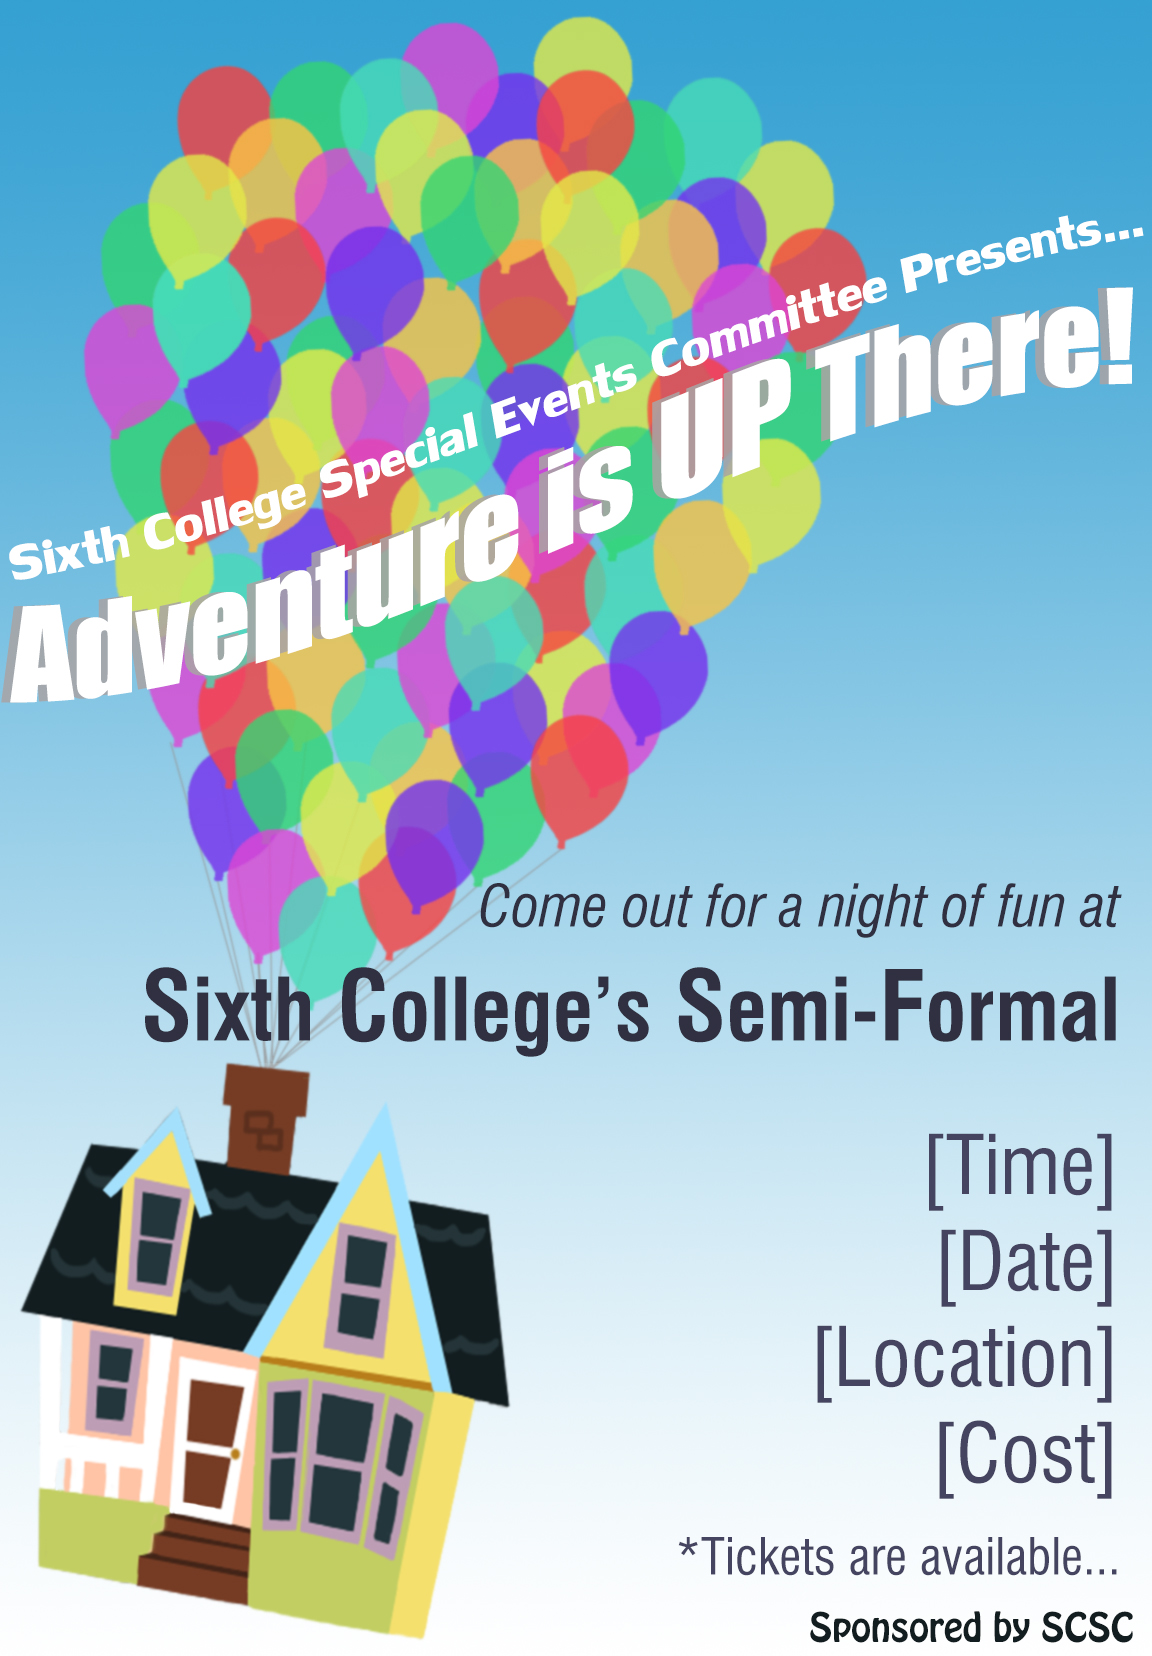 Sixth College Special Events Committee Presents...
Adventure is UP There!
Come out for a night of fun at
Sixth College’s Semi-Formal
[Time]
[Date]
[Location]
[Cost]
*Tickets are available...
Sponsored by SCSC